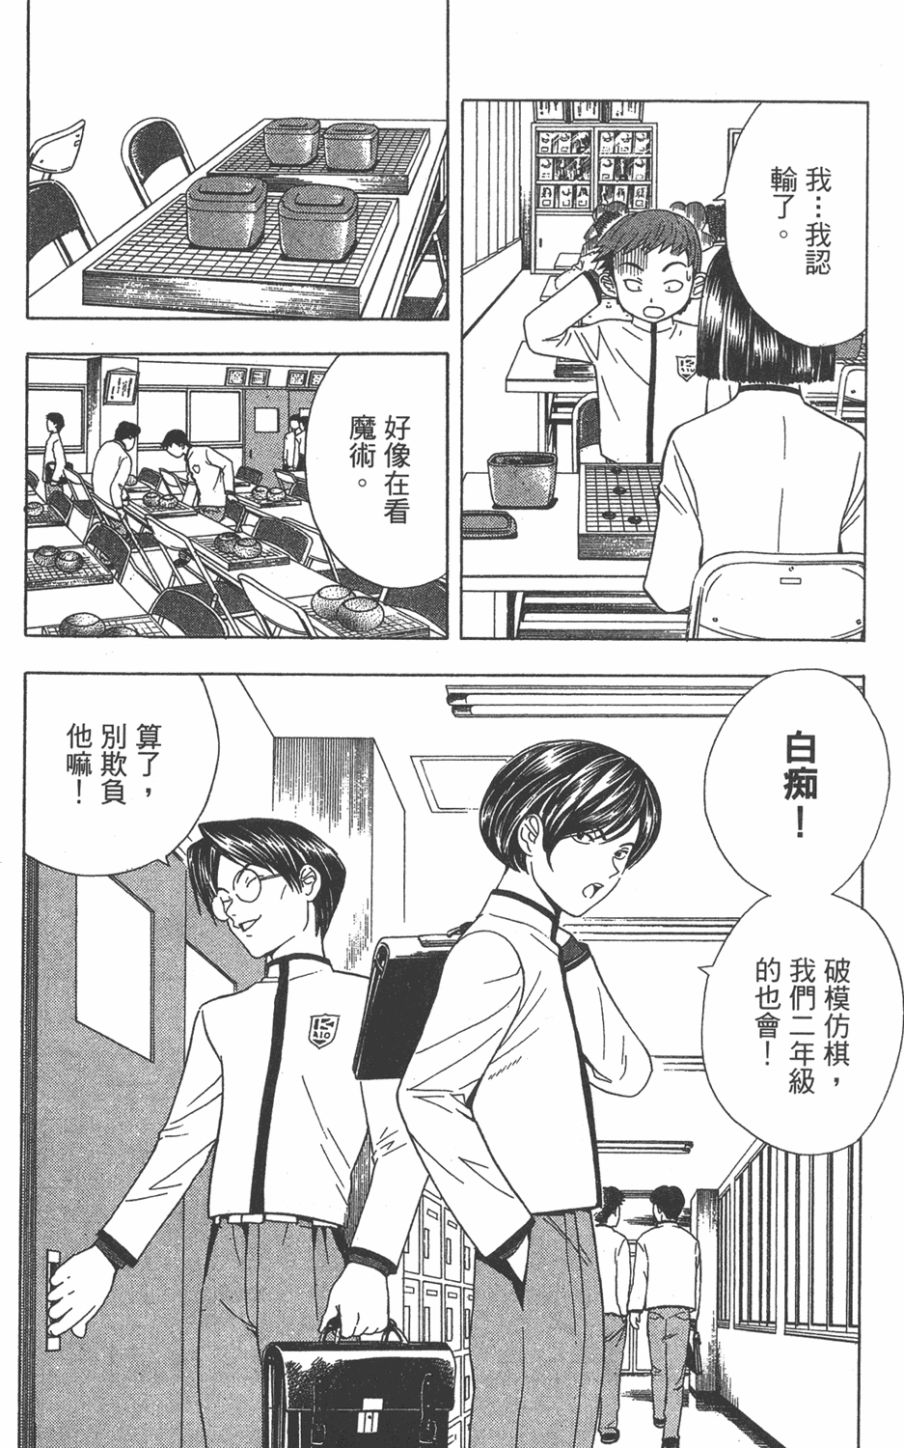 我…我認
輸了。
好像在看
魔術。
白痴！
破模仿棋，
我們二年級
的也會！
算了，
別欺負
他嘛！